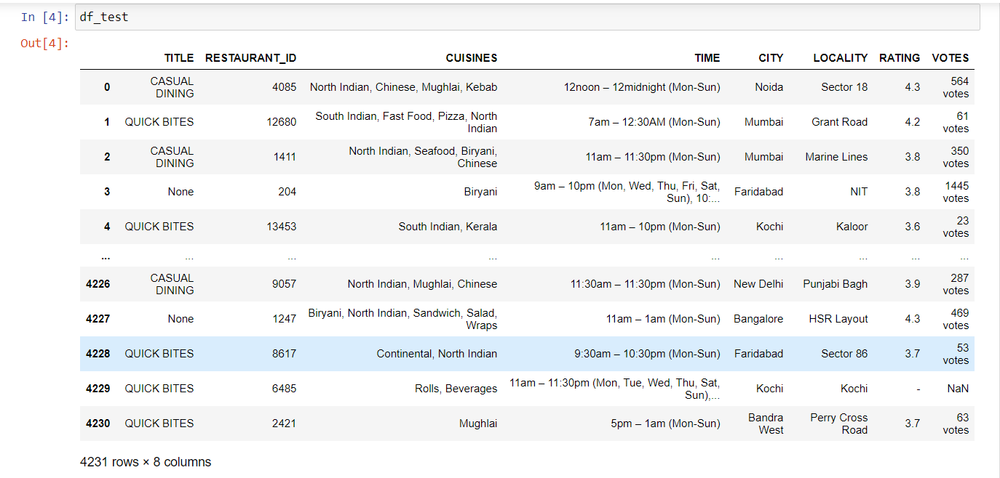 In [4]: df_test
Out[4]:
TITLE RESTAURANT_ID CUISINES TIME CITY LOCALITY RATING VOTES
0 CASUAL DINING 4085 North Indian, Chinese, Mughlai, Kebab 12noon – 12midnight (Mon-Sun) Noida Sector 18 4.3 564 votes
1 QUICK BITES 12680 South Indian, Fast Food, Pizza, North Indian 7am – 12:30AM (Mon-Sun) Mumbai Grant Road 4.2 61 votes
2 CASUAL DINING 1411 North Indian, Seafood, Biryani, Chinese 11am – 11:30pm (Mon-Sun) Mumbai Marine Lines 3.8 350 votes
3 None 204 Biryani 9am – 10pm (Mon, Wed, Thu, Fri, Sat, Sun), 10:... Faridabad NIT 3.8 1445 votes
4 QUICK BITES 13453 South Indian, Kerala 11am – 10pm (Mon-Sun) Kochi Kaloor 3.6 23 votes
... ... ... ... ... ... ... ... ...
4226 CASUAL DINING 9057 North Indian, Mughlai, Chinese 11:30am – 11:30pm (Mon-Sun) New Delhi Punjabi Bagh 3.9 287 votes
4227 None 1247 Biryani, North Indian, Sandwich, Salad, Wraps 11am – 1am (Mon-Sun) Bangalore HSR Layout 4.3 469 votes
4228 QUICK BITES 8617 Continental, North Indian 9:30am – 10:30pm (Mon-Sun) Faridabad Sector 86 3.7 53 votes
4229 QUICK BITES 6485 Rolls, Beverages 11am – 11:30pm (Mon, Tue, Wed, Thu, Sat, Sun),... Kochi Kochi - NaN
4230 QUICK BITES 2421 Mughlai 5pm – 1am (Mon-Sun) Bandra West Perry Cross Road 3.7 63 votes
4231 rows × 8 columns